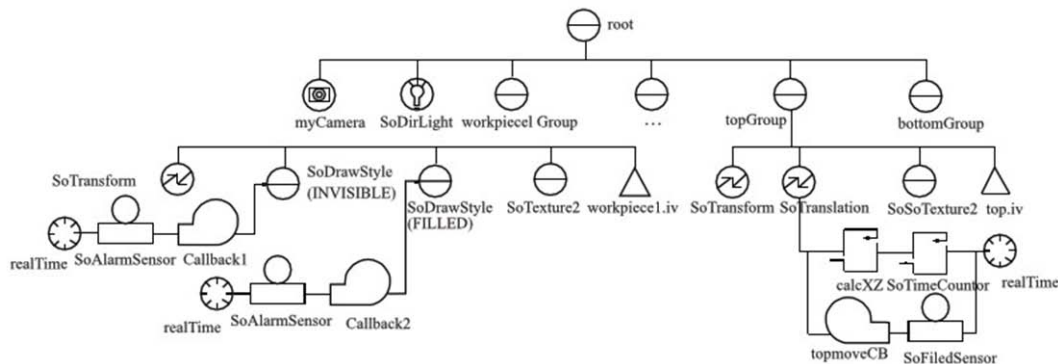 root
myCamera
SoDirLight
workpiecel Group
...
topGroup
bottomGroup
SoTransform
SoDrawStyle
(INVISIBLE)
SoDrawStyle
(FILLED)
SoTexture2
workpiece1.iv
SoTransform
SoTranslation
SoSoTexture2
top.iv
realTime
SoAlarmSensor
Callback1
realTime
SoAlarmSensor
Callback2
calcXZ
SoTimeCountor
realTime
topmoveCB
SoFiledSensor